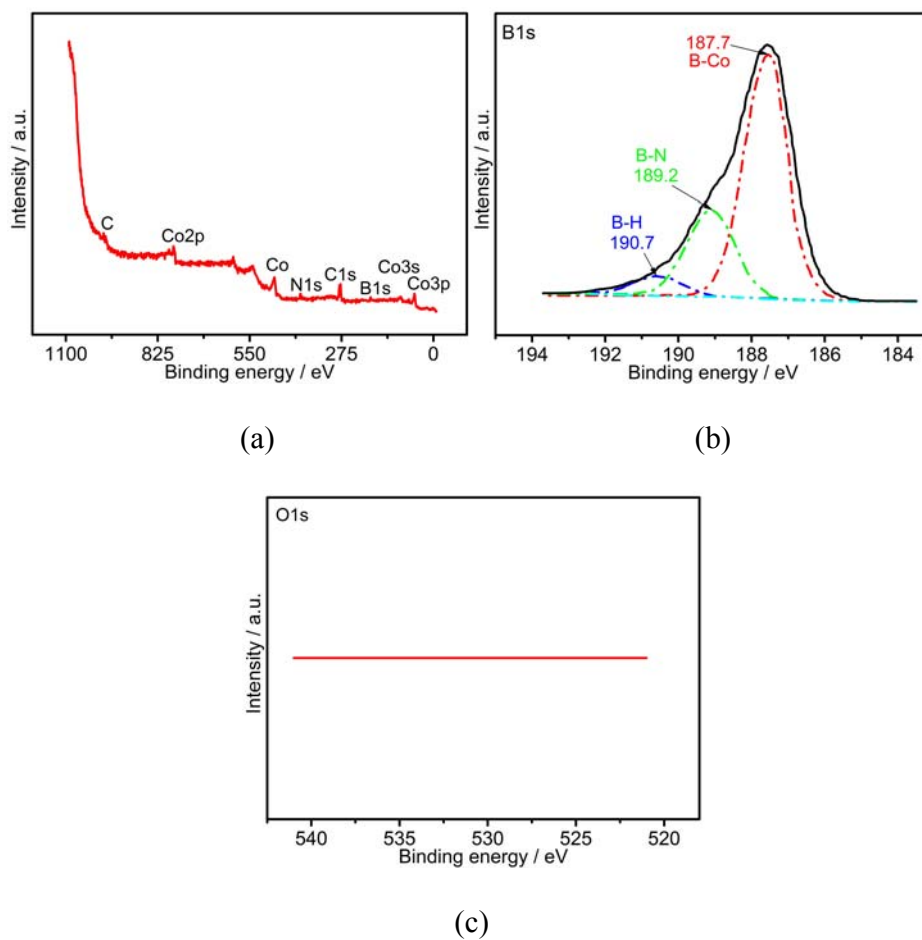 Intensity / a.u.
C
Co2p
Co
N1s
C1s
B1s
Co3s
Co3p
1100 825 550 275 0
Binding energy / eV
(a)
B1s
Intensity / a.u.
187.7
B-Co
B-N
189.2
B-H
190.7
194 192 190 188 186 184
Binding energy / eV
(b)
O1s
Intensity / a.u.
540 535 530 525 520
Binding energy / eV
(c)